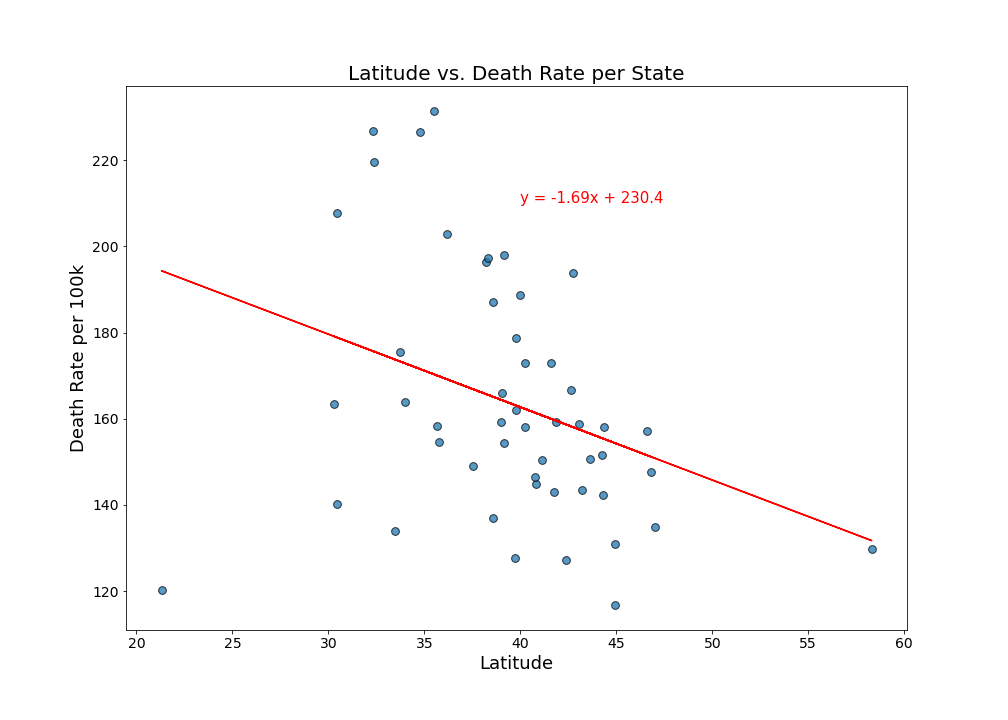 Latitude vs. Death Rate per State
y = -1.69x + 230.4
Death Rate per 100k
220
200
180
160
140
120
20 25 30 35 40 45 50 55 60
Latitude